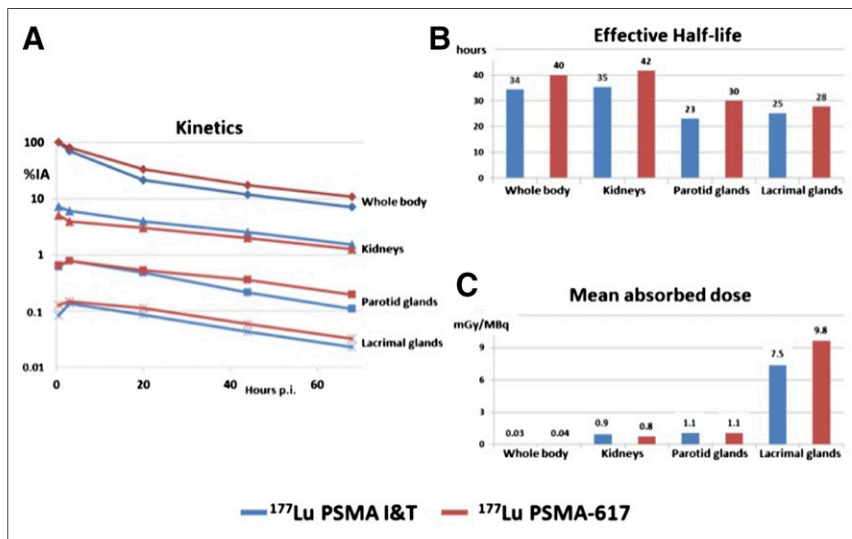 A
Kinetics
100
%IA
10
1
0.1
0.01
0
20
40
60
Hours p.i.
Whole body
Kidneys
Parotid glands
Lacrimal glands
B
Effective Half-life
hours
40
30
20
10
0
34
40
35
42
23
30
25
28
Whole body
Kidneys
Parotid glands
Lacrimal glands
C
Mean absorbed dose
mGy/MBq
9
6
3
0
0.03
0.04
0.9
0.8
1.1
1.1
7.5
9.8
Whole body
Kidneys
Parotid glands
Lacrimal glands
¹⁷⁷Lu PSMA I&T
¹⁷⁷Lu PSMA-617